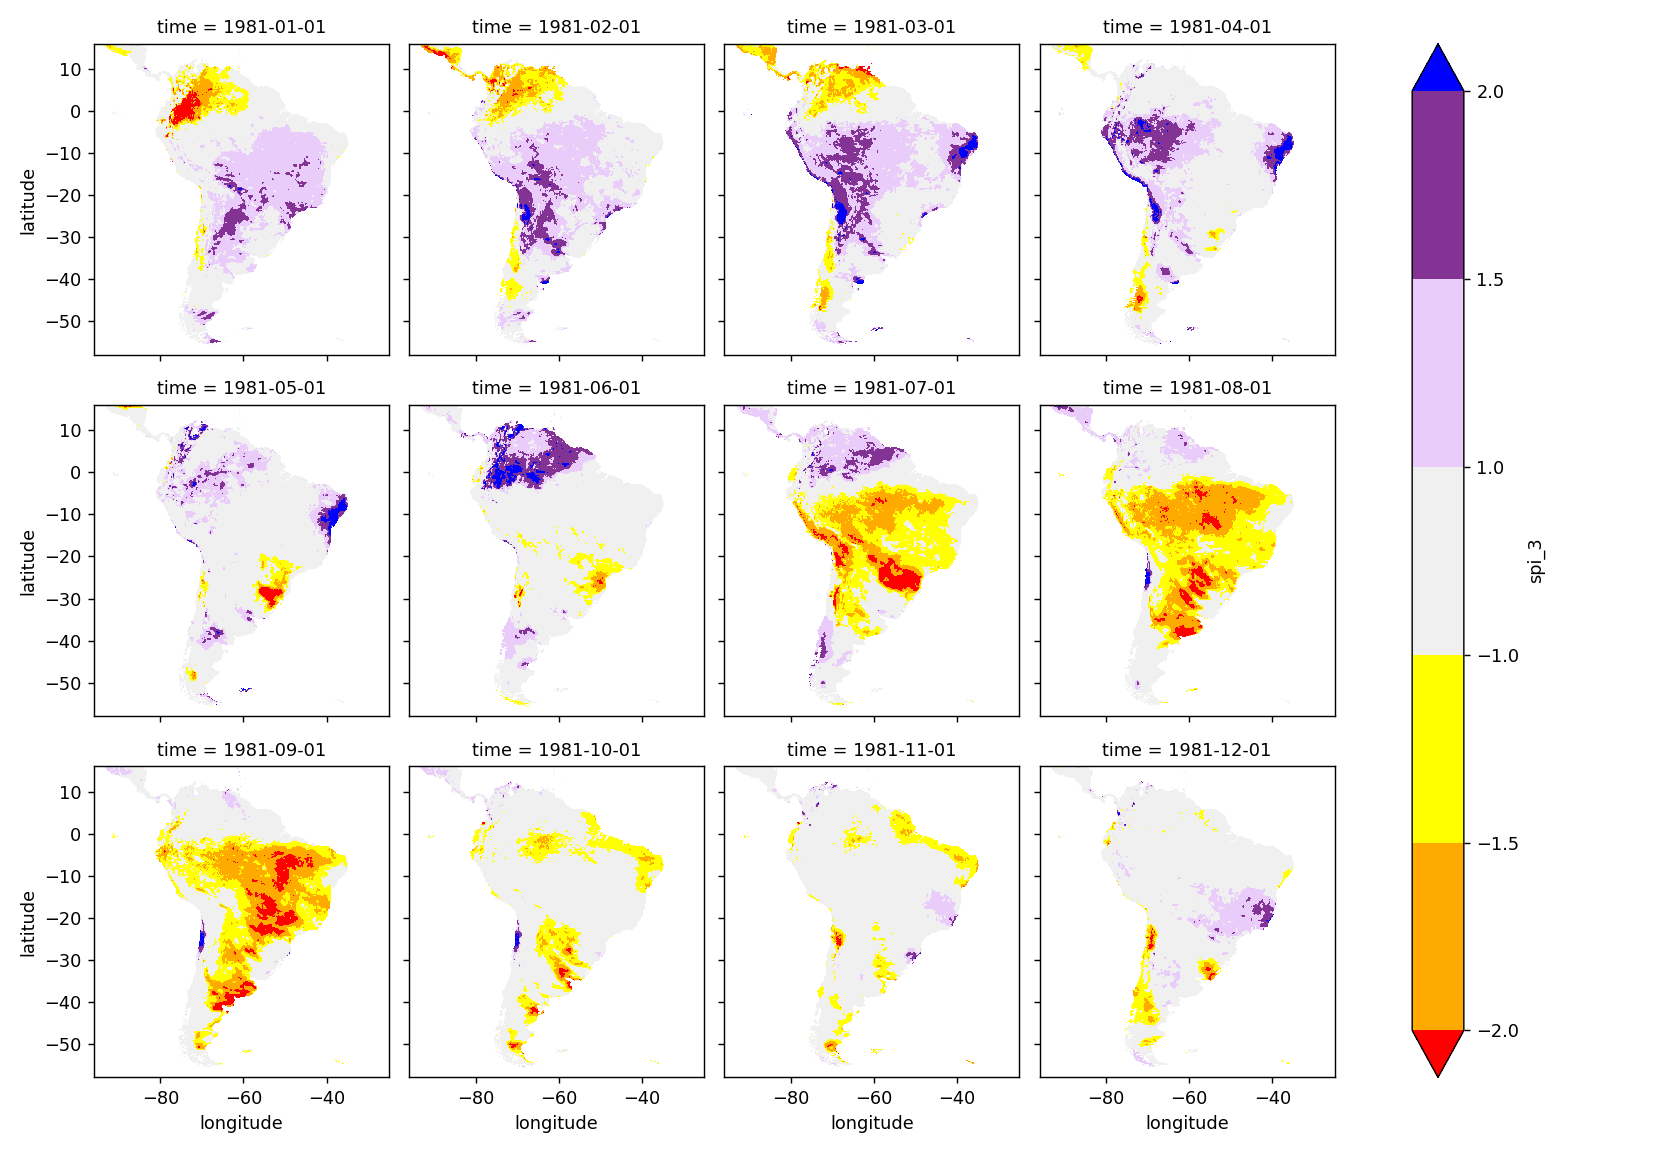 time = 1981-01-01
time = 1981-02-01
time = 1981-03-01
time = 1981-04-01
10
0
−10
−20
−30
−40
−50
latitude
−80
−60
−40
time = 1981-05-01
time = 1981-06-01
time = 1981-07-01
time = 1981-08-01
10
0
−10
−20
−30
−40
−50
latitude
time = 1981-09-01
time = 1981-10-01
time = 1981-11-01
time = 1981-12-01
10
0
−10
−20
−30
−40
−50
latitude
−80 −60 −40
longitude
−80 −60 −40
longitude
−80 −60 −40
longitude
−80 −60 −40
longitude
2.0
1.5
1.0
−1.0
−1.5
−2.0
spi_3